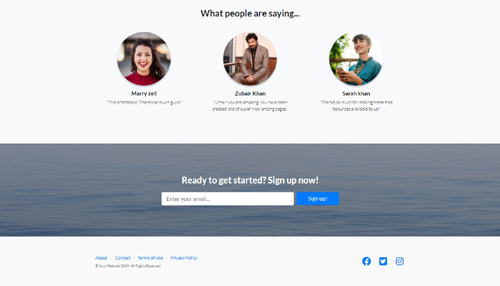 What people are saying...
Marry zell
Zubair Khan
Sarah khan
"This is fantastic! Thanks so much guys!"
"Umair you are amazing you have been
created lots of super nice landing pages."
"Thanks so much for making these free
resources available to us!"
Ready to get started? Sign up now!
Enter your email...
Sign up!
About
Contact
Terms of Use
Privacy Policy
© Your Website 2019. All Rights Reserved.